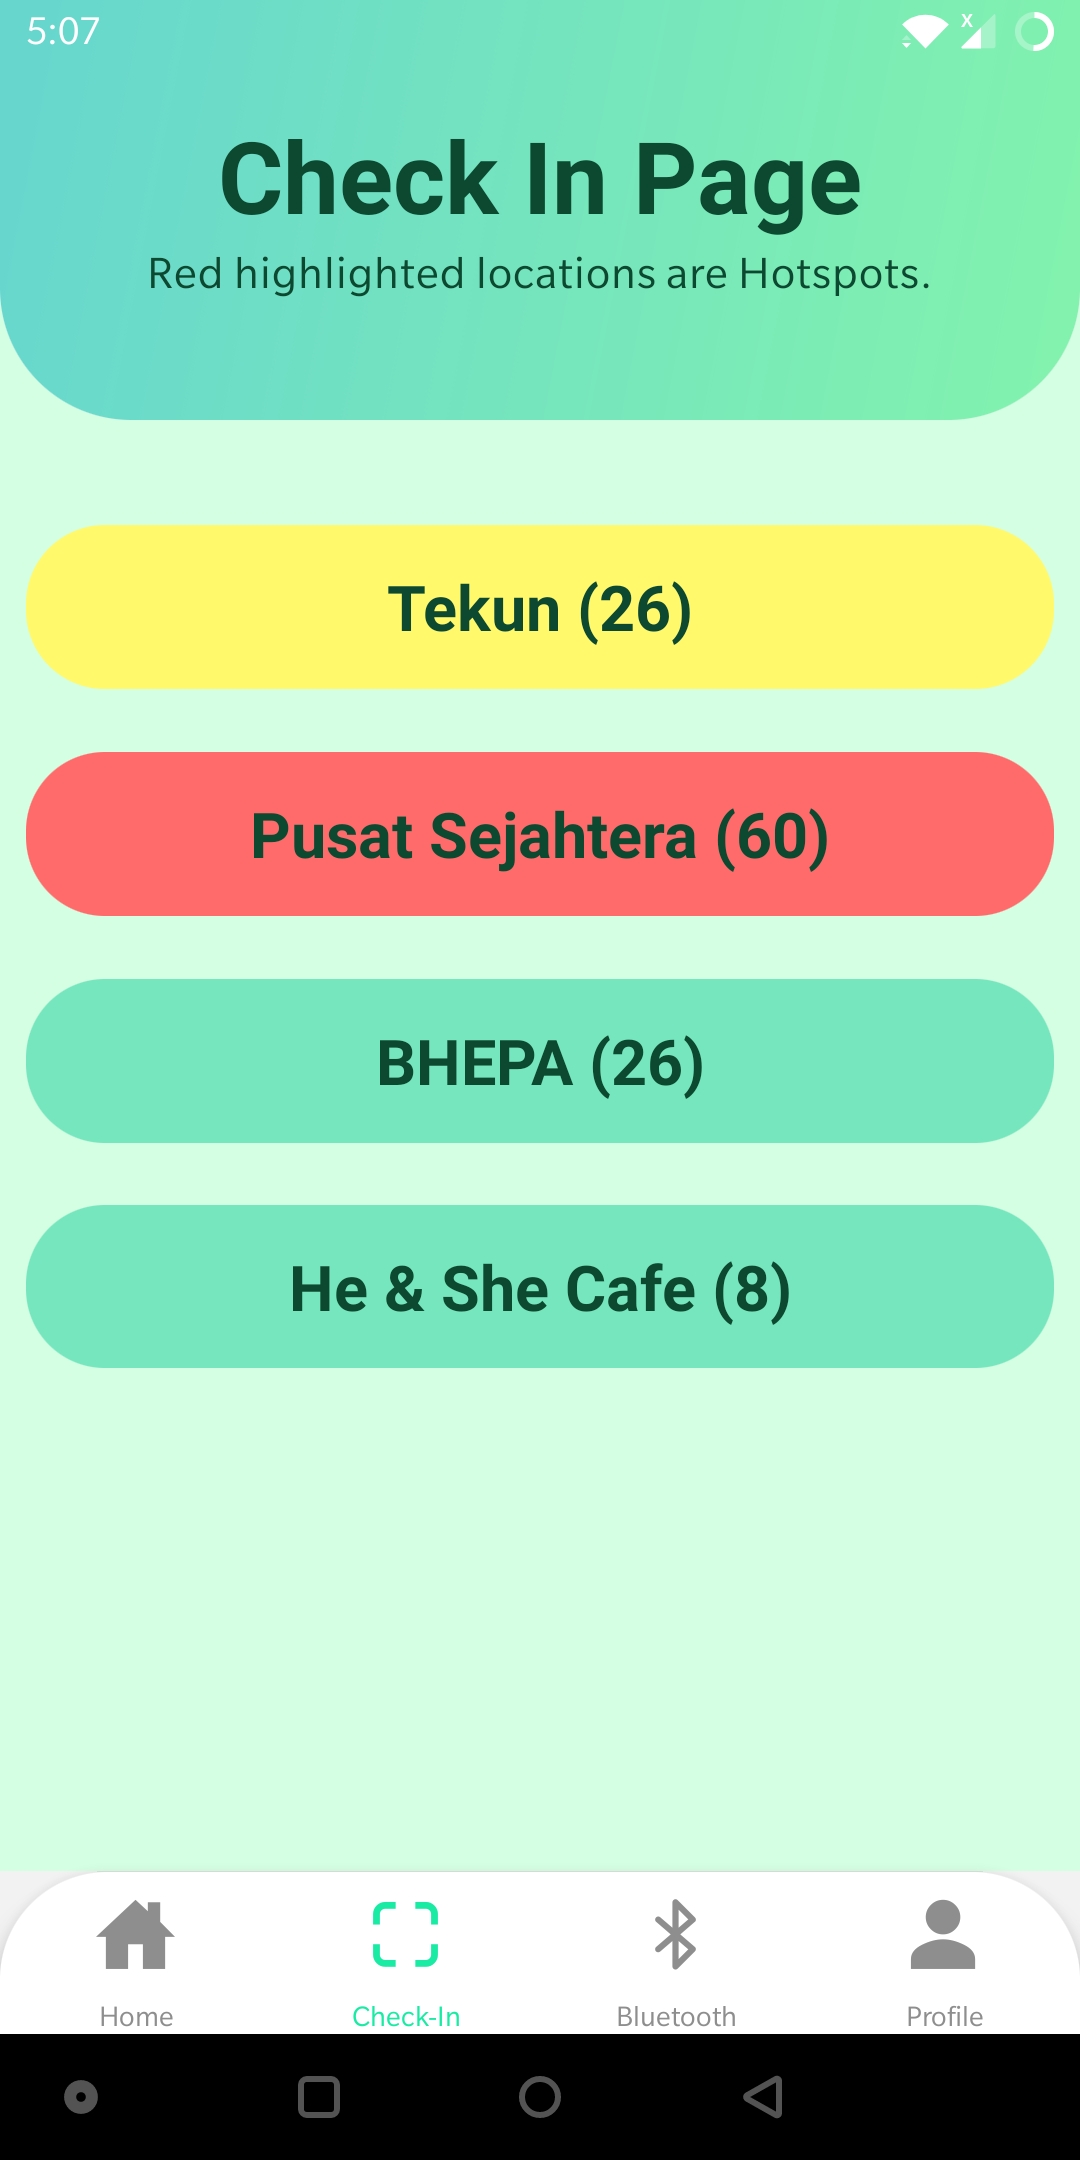 5:07
Check In Page
Red highlighted locations are Hotspots.
Tekun (26)
Pusat Sejahtera (60)
BHEPA (26)
He & She Cafe (8)
Home Check-In Bluetooth Profile